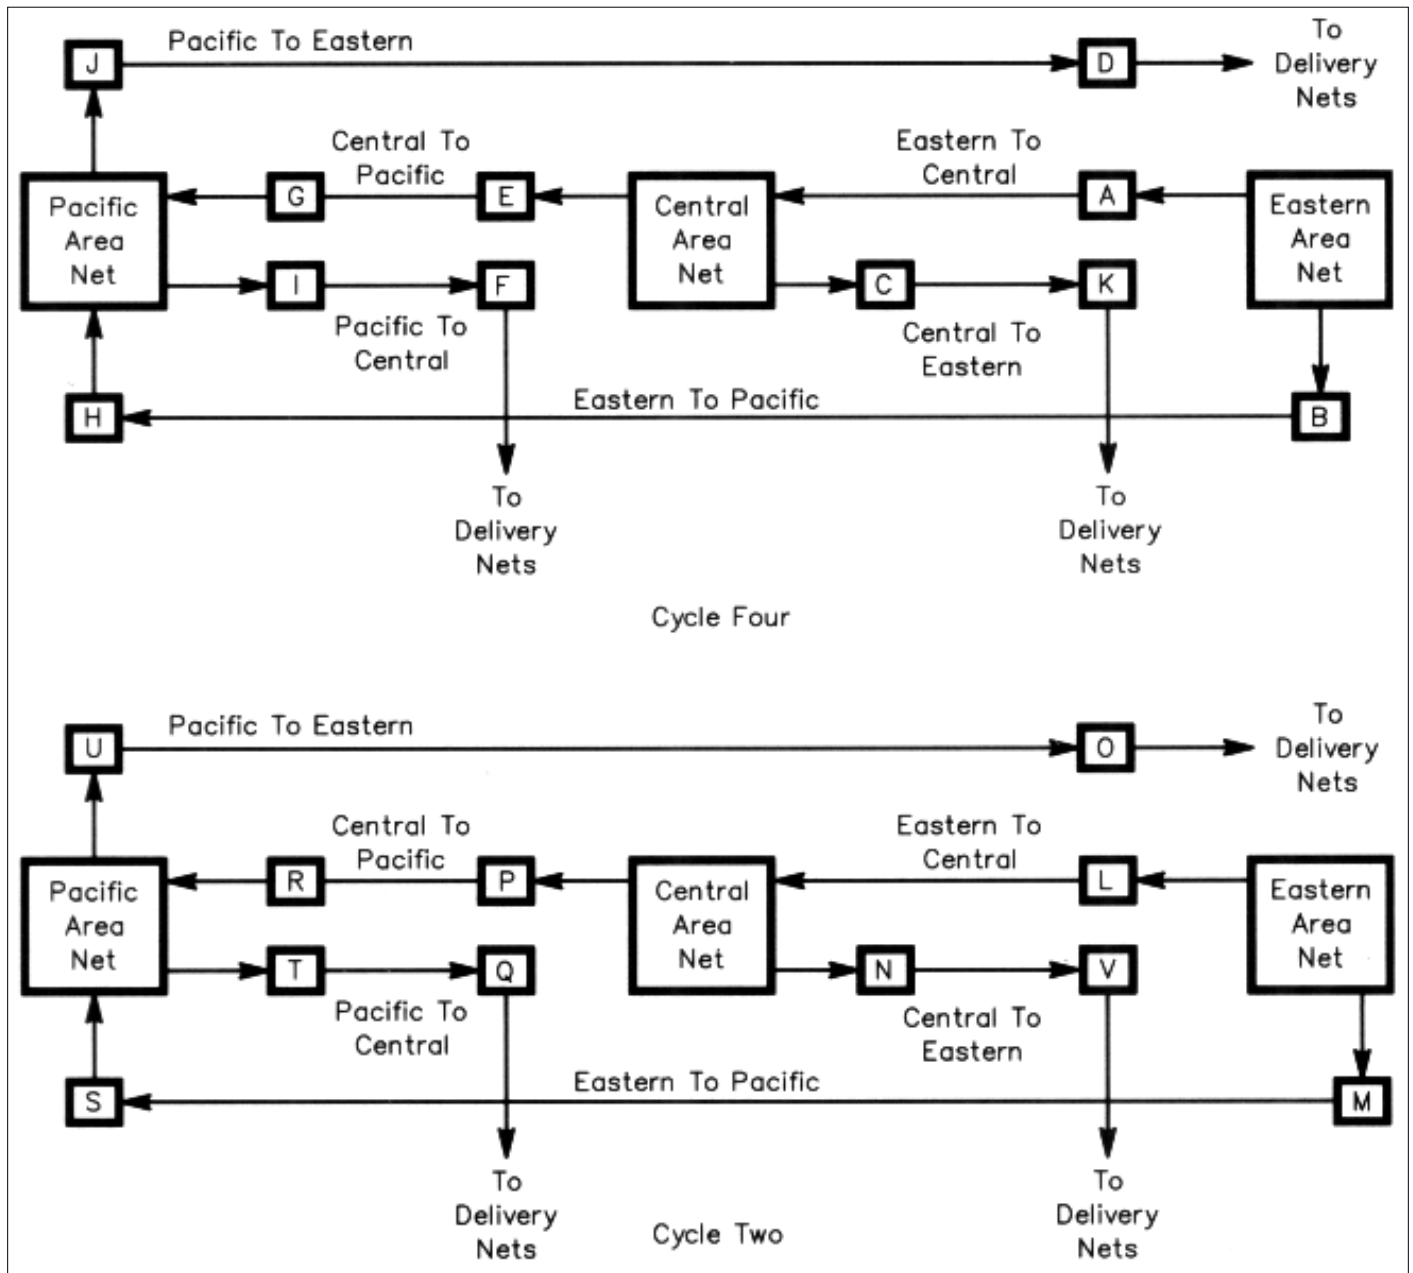 Pacific To Eastern
J
D
To
Delivery
Nets
Central To
Pacific
Eastern To
Central
Pacific
Area
Net
G
E
Central
Area
Net
A
Eastern
Area
Net
I
F
C
K
Pacific To
Central
Central To
Eastern
H
Eastern To Pacific
B
To
Delivery
Nets
To
Delivery
Nets
Cycle Four
Pacific To Eastern
U
O
To
Delivery
Nets
Central To
Pacific
Eastern To
Central
Pacific
Area
Net
R
P
Central
Area
Net
L
Eastern
Area
Net
T
Q
N
V
Pacific To
Central
Central To
Eastern
S
Eastern To Pacific
M
To
Delivery
Nets
To
Delivery
Nets
Cycle Two